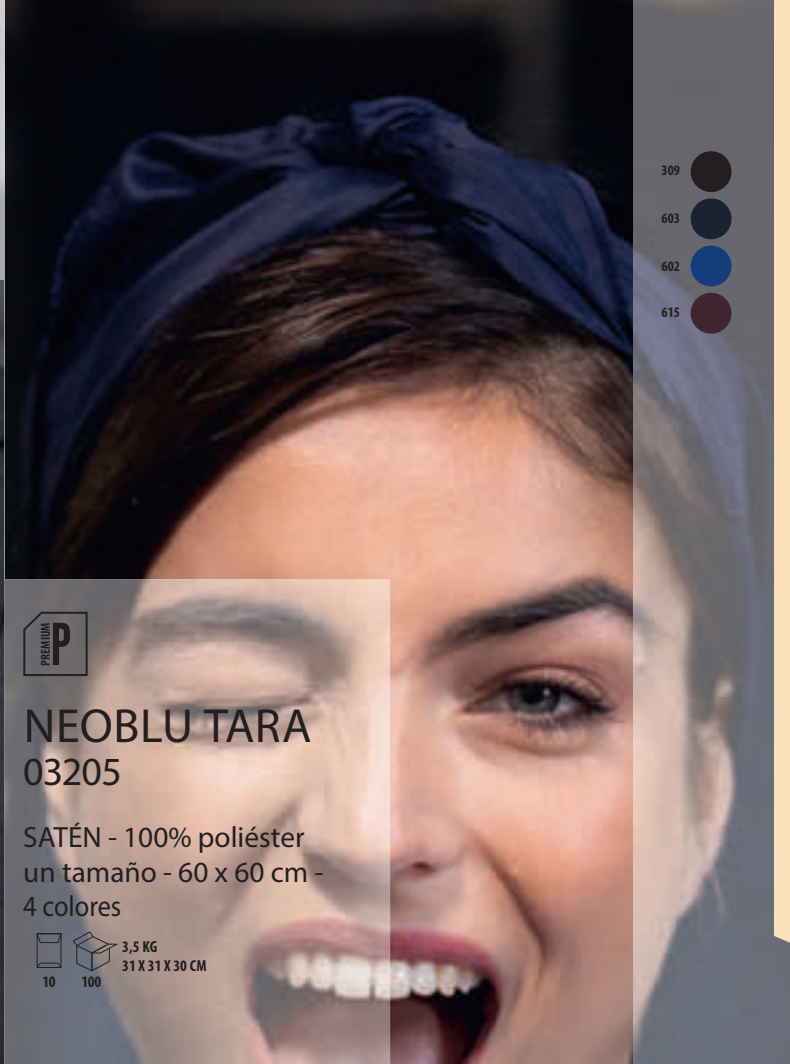 309
603
602
615
PREMIUM P
NEOBLU TARA
03205
SATÉN - 100% poliéster
un tamaño - 60 x 60 cm -
4 colores
3,5 KG
31 X 31 X 30 CM
10 100